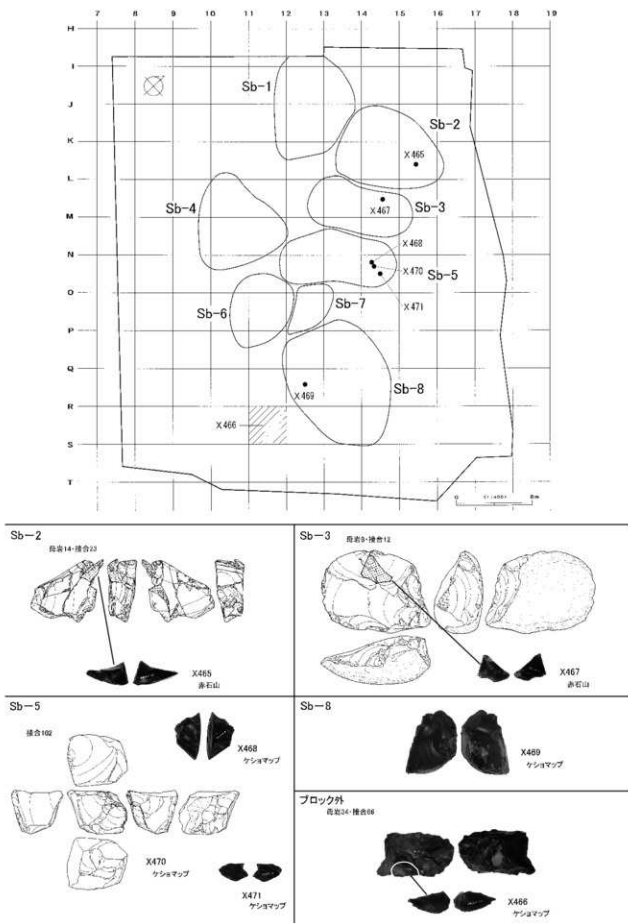 7 8 9 10 11 12 13 14 15 16 17 18 19
H
I
J
K
L
M
N
O
P
Q
R
S
T
Sb-1
Sb-2
X465
Sb-3
X467
Sb-4
X468
X470
Sb-5
X471
Sb-6
Sb-7
Sb-8
X469
X466
0 8m
Sb-2
母岩14・接合23
X465
赤石山
Sb-3
母岩8・接合12
X467
赤石山
Sb-5
接合102
X468
ケショマップ
X470
ケショマップ
X471
ケショマップ
Sb-8
X469
ケショマップ
ブロック外
母岩24・接合66
X466
ケショマップ